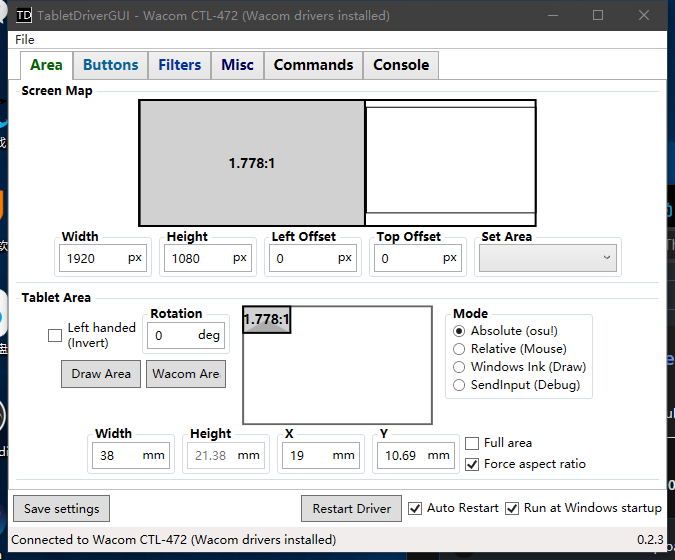 TD TabletDriverGUI - Wacom CTL-472 (Wacom drivers installed)
File
Area Buttons Filters Misc Commands Console
Screen Map
1.778:1
Width Height Left Offset Top Offset Set Area
1920 px 1080 px 0 px 0 px
Tablet Area
Left handed
(Invert)
Rotation
0 deg
Draw Area Wacom Are
1.778:1
Mode
Absolute (osu!)
Relative (Mouse)
Windows Ink (Draw)
SendInput (Debug)
Width Height X Y
38 mm 21.38 mm 19 mm 10.69 mm
Full area
Force aspect ratio
Save settings Restart Driver Auto Restart Run at Windows startup
Connected to Wacom CTL-472 (Wacom drivers installed) 0.2.3